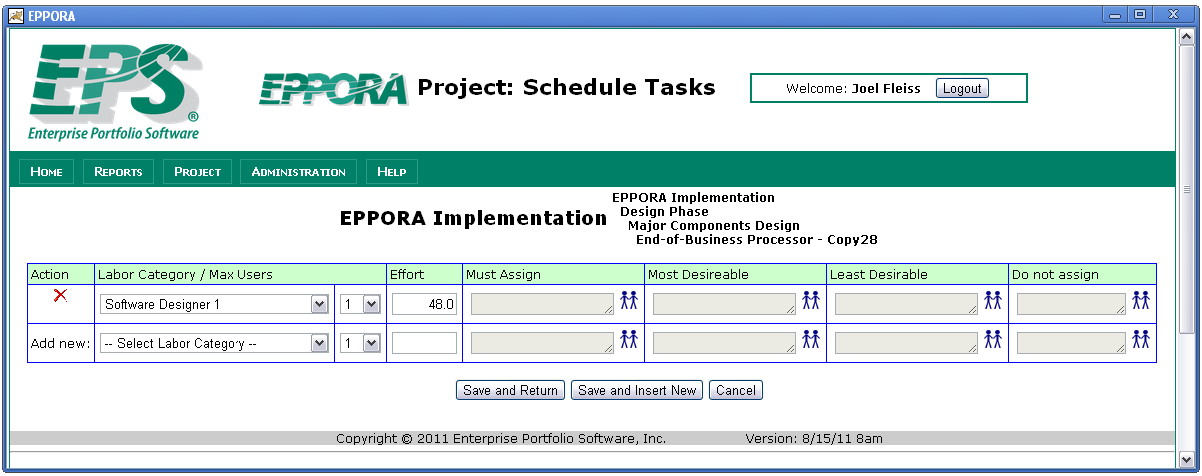 EPPORA
EPS®
Enterprise Portfolio Software
EPPORA Project: Schedule Tasks
Welcome: Joel Fleiss Logout
Home Reports Project Administration Help
EPPORA Implementation
EPPORA Implementation
Design Phase
Major Components Design
End-of-Business Processor - Copy28
Action Labor Category / Max Users Effort Must Assign Most Desireable Least Desirable Do not assign
Software Designer 1 1 48.0
Add new: -- Select Labor Category -- 1
Save and Return Save and Insert New Cancel
Copyright © 2011 Enterprise Portfolio Software, Inc. Version: 8/15/11 8am